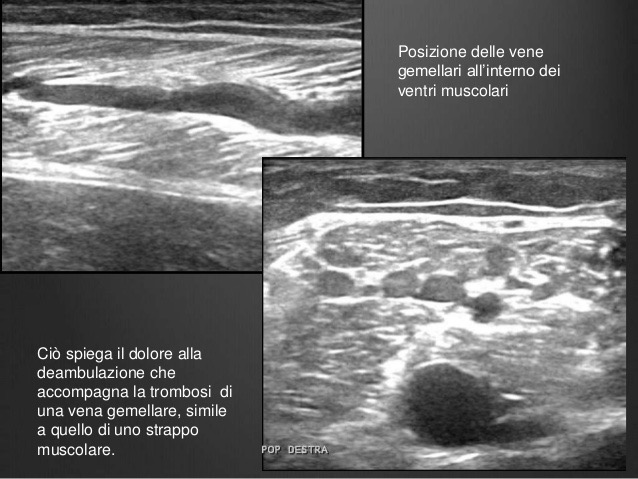 Posizione delle vene
gemellari all'interno dei
ventri muscolari
Ciò spiega il dolore alla
deambulazione che
accompagna la trombosi di
una vena gemellare, simile
a quello di uno strappo
muscolare.
POP DESTRA